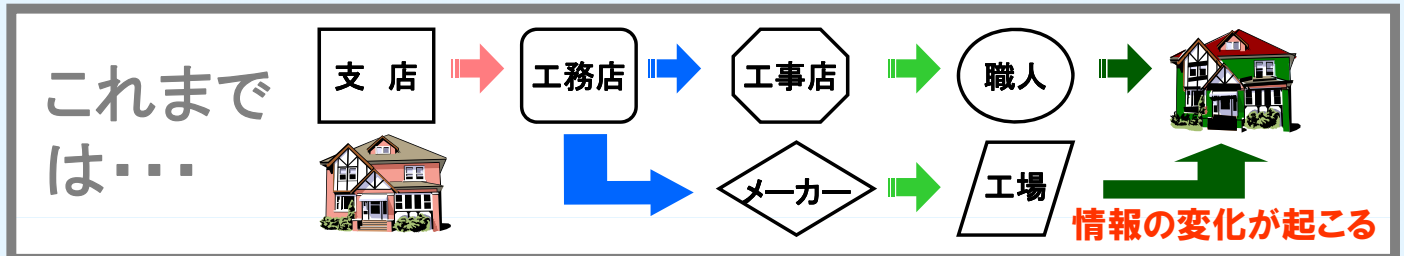 これまで
は・・・
支 店
工務店
工事店
職人
メーカー
工場
情報の変化が起こる